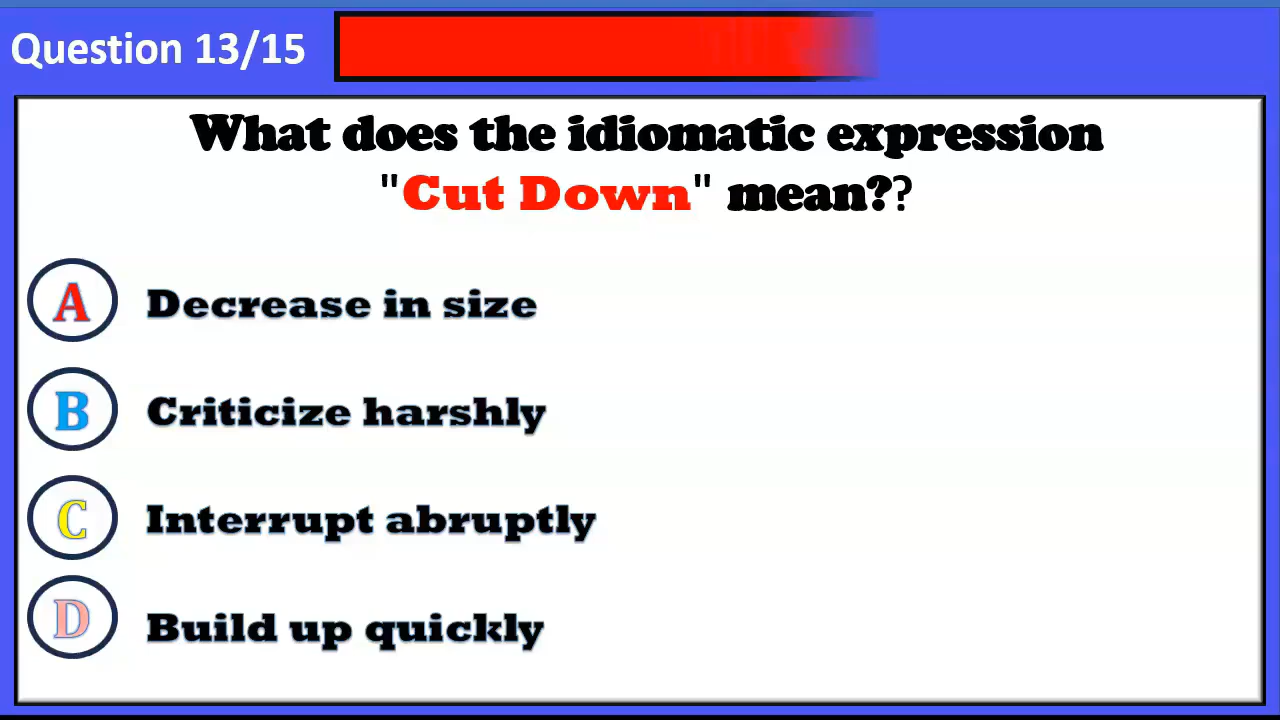 Question 13/15
What does the idiomatic expression
"Cut Down" mean??
A Decrease in size
B Criticize harshly
C Interrupt abruptly
D Build up quickly